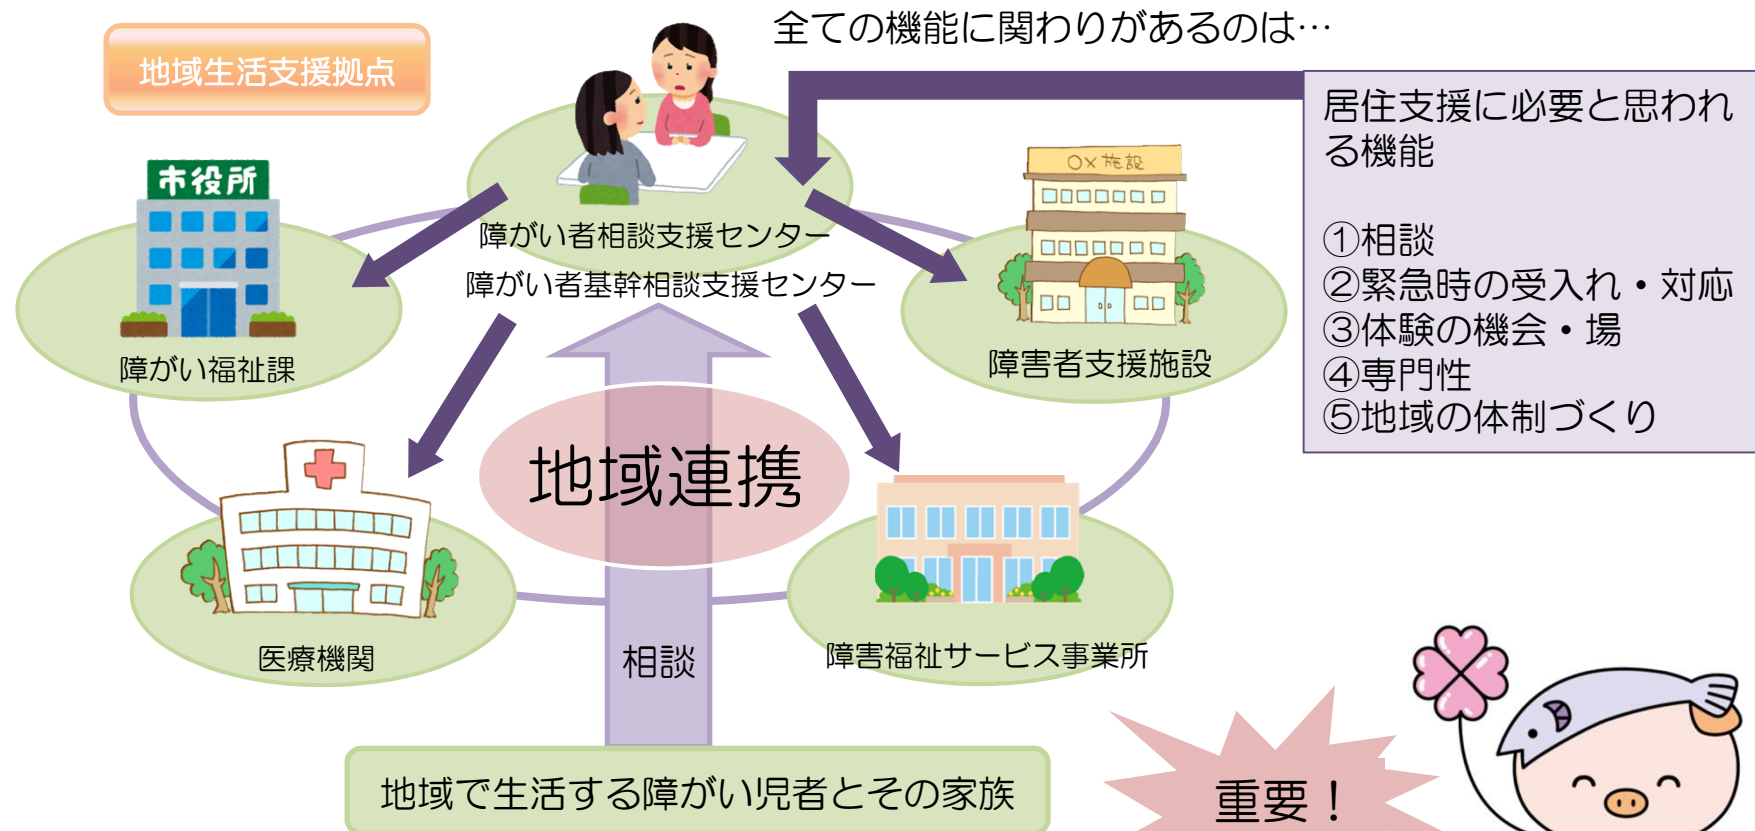 全ての機能に関わりがあるのは…
地域生活支援拠点
居住支援に必要と思われ
る機能
①相談
②緊急時の受入れ・対応
③体験の機会・場
④専門性
⑤地域の体制づくり
市役所
障がい福祉課
障がい者相談支援センター
障がい者基幹相談支援センター
○×施設
障害者支援施設
地域連携
医療機関
相談
障害福祉サービス事業所
地域で生活する障がい児者とその家族
重要！